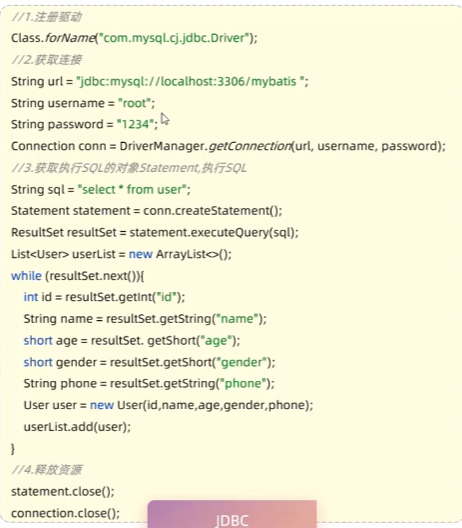 //1.注册驱动
Class.forName("com.mysql.cj.jdbc.Driver");
//2.获取连接
String url = "jdbc:mysql://localhost:3306/mybatis ";
String username = "root";
String password = "1234";
Connection conn = DriverManager.getConnection(url, username, password);
//3.获取执行SQL的对象Statement,执行SQL
String sql = "select * from user";
Statement statement = conn.createStatement();
ResultSet resultSet = statement.executeQuery(sql);
List<User> userList = new ArrayList<>();
while (resultSet.next()){
int id = resultSet.getInt("id");
String name = resultSet.getString("name");
short age = resultSet. getShort("age");
short gender = resultSet.getShort("gender");
String phone = resultSet.getString("phone");
User user = new User(id,name,age,gender,phone);
userList.add(user);
}
//4.释放资源
statement.close();
connection.close();
JDBC